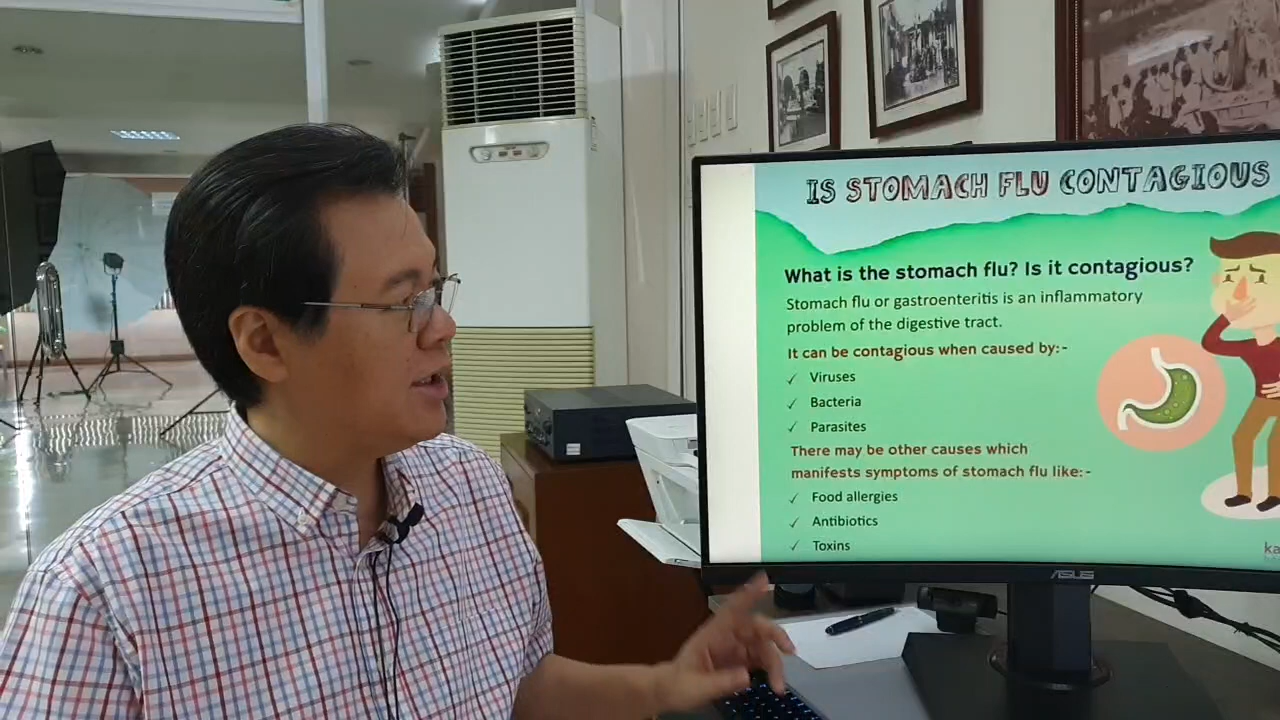 IS STOMACH FLU CONTAGIOUS
What is the stomach flu? Is it contagious?
Stomach flu or gastroenteritis is an inflammatory
problem of the digestive tract.
It can be contagious when caused by:-
✓ Viruses
✓ Bacteria
✓ Parasites
There may be other causes which
manifests symptoms of stomach flu like:-
✓ Food allergies
✓ Antibiotics
✓ Toxins
ka
ASUS